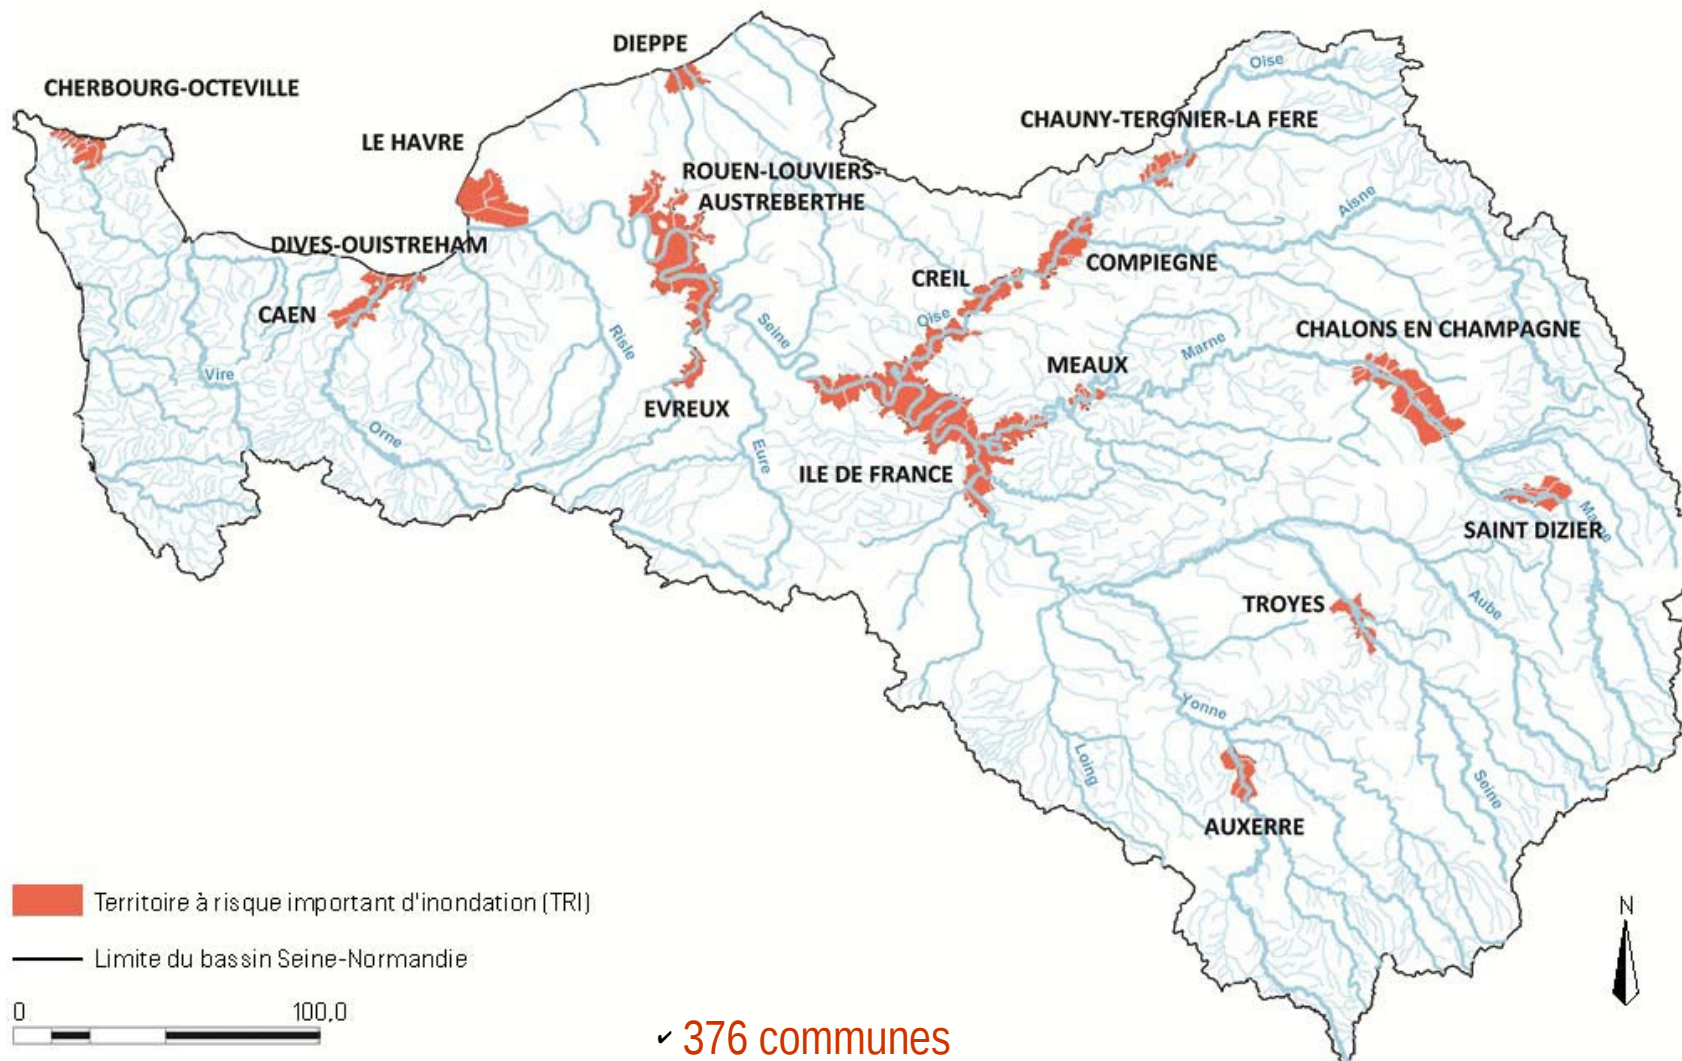 DIEPPE
Oise
CHERBOURG-OCTEVILLE
CHAUNY-TERGNIER-LA FERE
LE HAVRE
ROUEN-LOUVIERS-
AUSTREBERTHE
Aisne
DIVES-OUISTREHAM
COMPIEGNE
CREIL
CAEN
Oise
Seine
Risle
CHALONS EN CHAMPAGNE
Marne
MEAUX
Vire
EVREUX
Orne
Eure
ILE DE FRANCE
Marne
SAINT DIZIER
TROYES
Aube
Yonne
Loing
Seine
AUXERRE
Territoire à risque important d'inondation (TRI)
Limite du bassin Seine-Normandie
N
0 100,0
✔ 376 communes